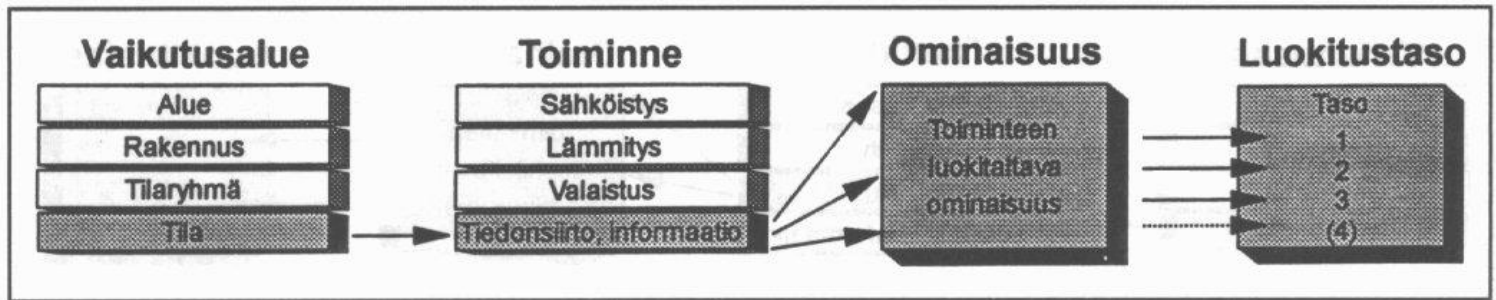 Vaikutusalue
Alue
Rakennus
Tilaryhmä
Tila
Toiminne
Sähköistys
Lämmitys
Valaistus
Tiedonsiirto, informaatio
Ominaisuus
Toiminteen
luokitaltava
ominaisuus
Luokitustaso
Taso
1
2
3
(4)